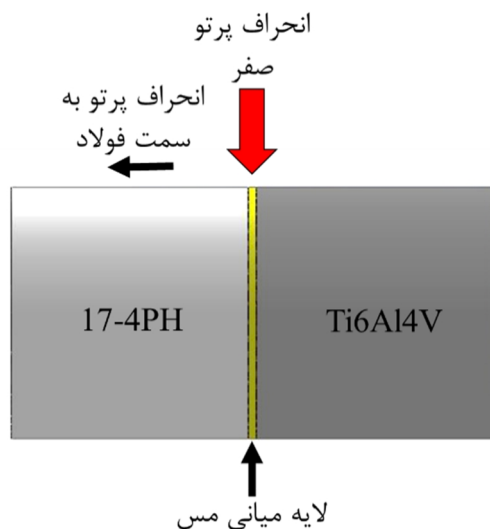 انحراف پرتو
صفر
انحراف پرتو به
سمت فولاد
17-4PH
Ti6Al4V
لایه میانی مس